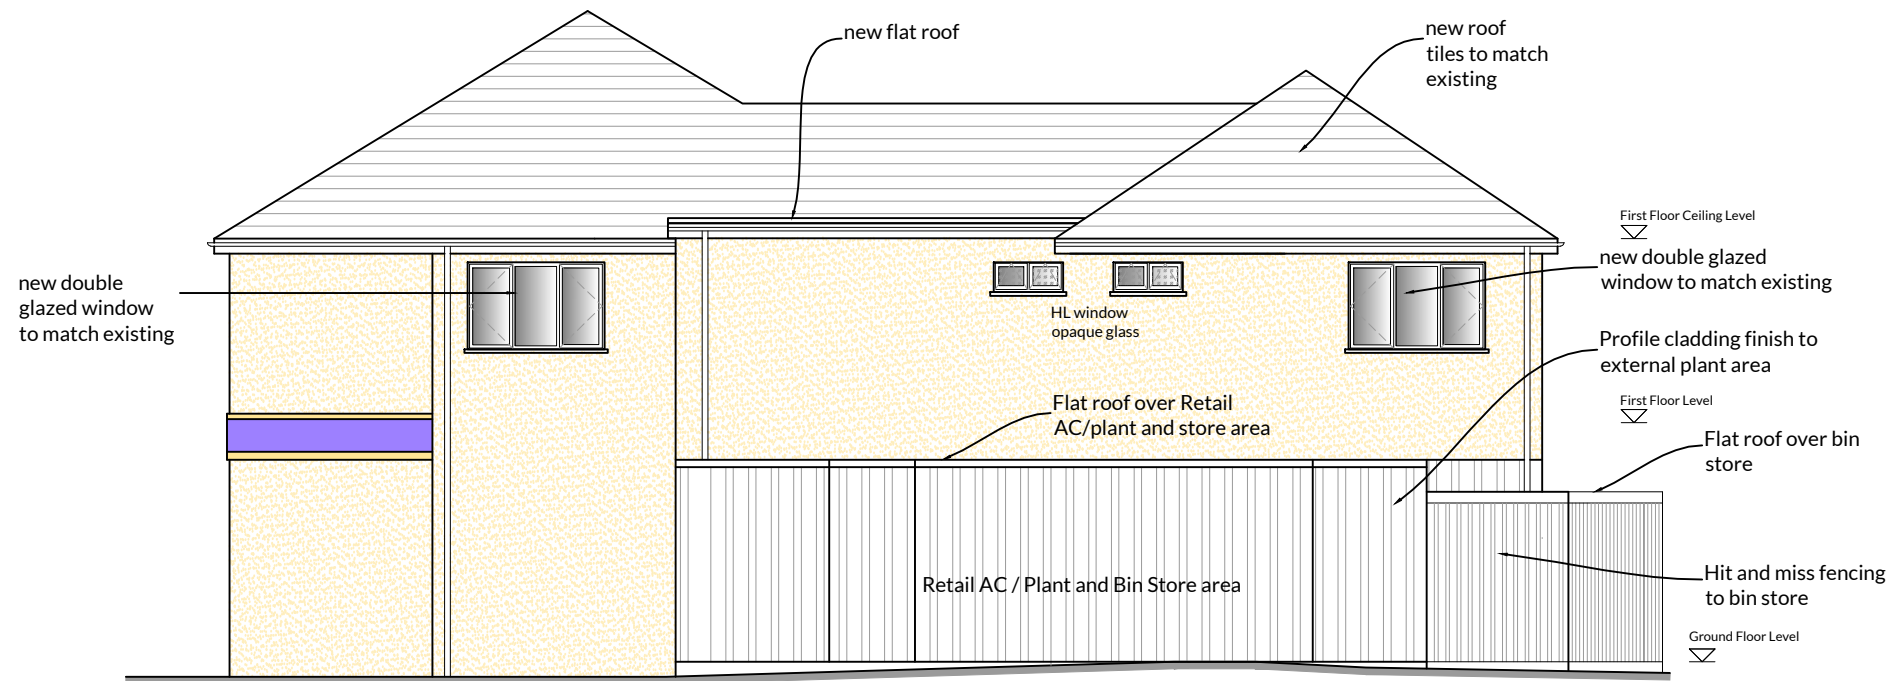 new flat roof
new roof
tiles to match
existing
First Floor Ceiling Level
new double glazed
window to match existing
new double
glazed window
to match existing
HL window
opaque glass
Profile cladding finish to
external plant area
First Floor Level
Flat roof over Retail
AC/plant and store area
Flat roof over bin
store
Retail AC / Plant and Bin Store area
Hit and miss fencing
to bin store
Ground Floor Level